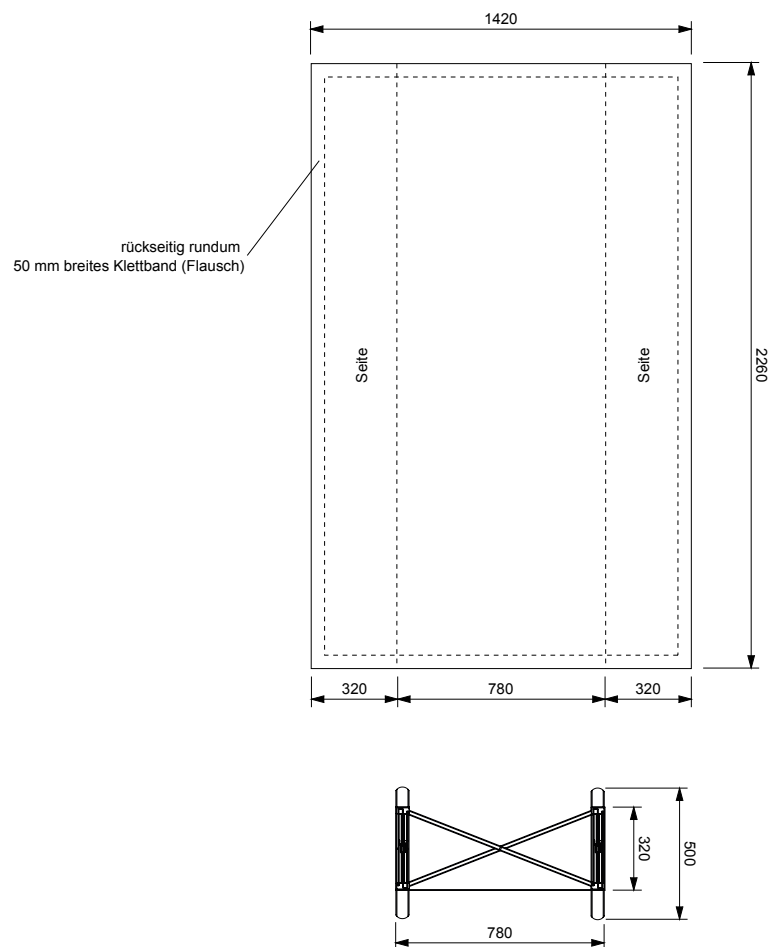 1420
rückseitig rundum
50 mm breites Klettband (Flausch)
Seite
Seite
2260
320
780
320
320
500
780